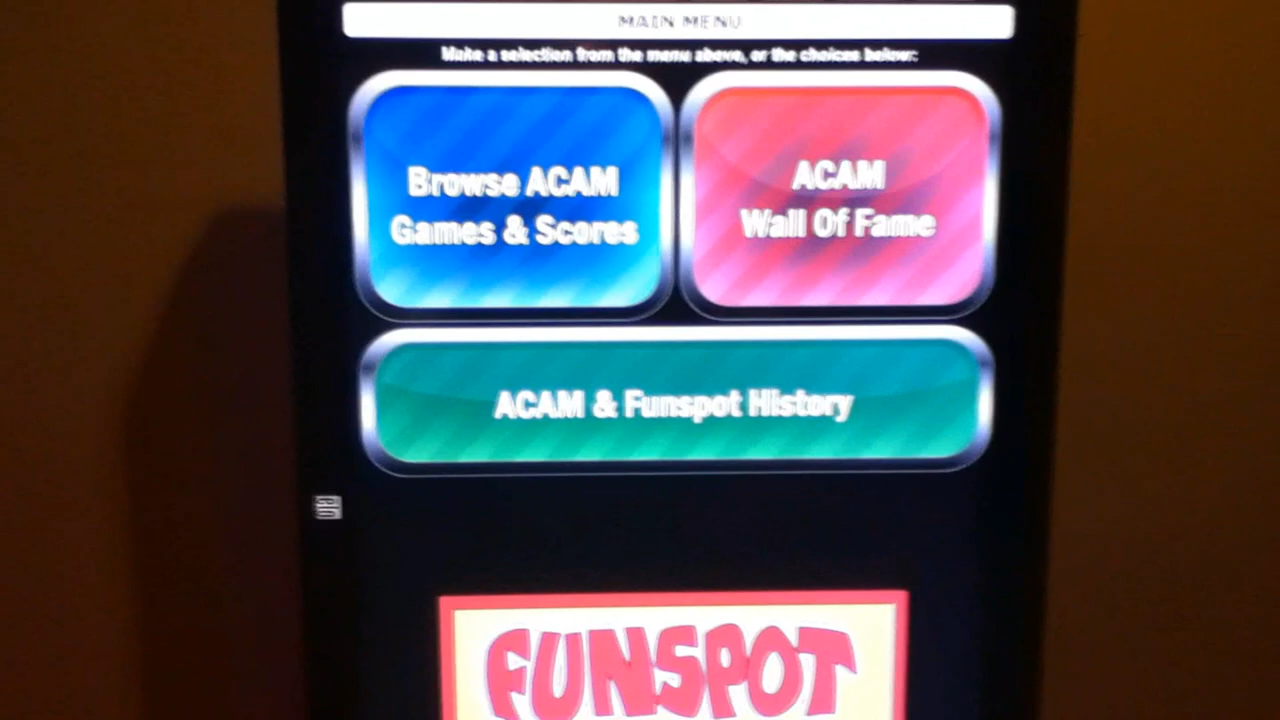 MAIN MENU
Make a selection from the menu above, or the choices below:
Browse ACAM
Games & Scores
ACAM
Wall Of Fame
ACAM & Funspot History
FUNSPOT